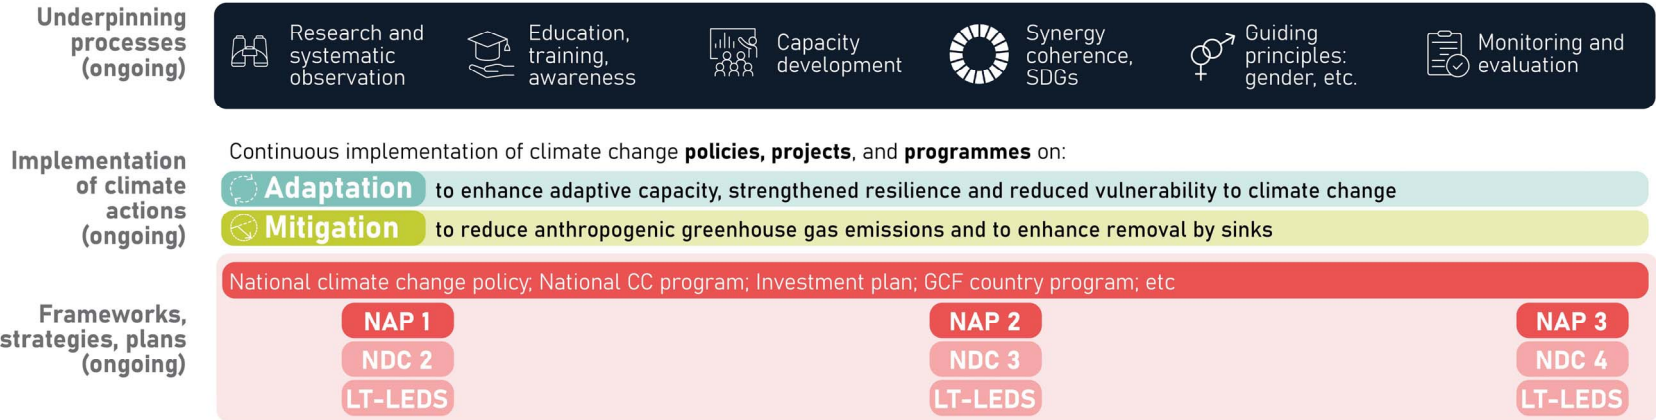 Underpinning
processes
(ongoing)
Research and
systematic
observation
Education,
training,
awareness
Capacity
development
Synergy
coherence,
SDGs
Guiding
principles:
gender, etc.
Monitoring and
evaluation
Implementation
of climate
actions
(ongoing)
Continuous implementation of climate change policies, projects, and programmes on:
Adaptation to enhance adaptive capacity, strengthened resilience and reduced vulnerability to climate change
Mitigation to reduce anthropogenic greenhouse gas emissions and to enhance removal by sinks
Frameworks,
strategies, plans
(ongoing)
National climate change policy; National CC program; Investment plan; GCF country program; etc
NAP 1 NAP 2 NAP 3
NDC 2 NDC 3 NDC 4
LT-LEDS LT-LEDS LT-LEDS